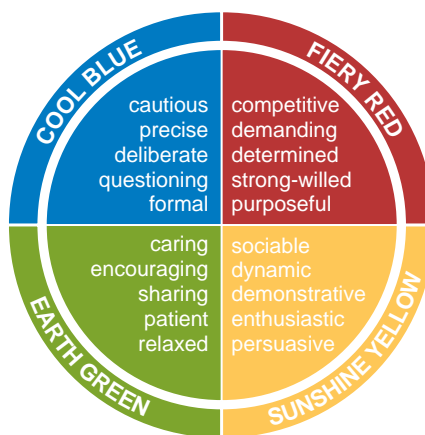 COOL BLUE
cautious
precise
deliberate
questioning
formal
FIERY RED
competitive
demanding
determined
strong-willed
purposeful
EARTH GREEN
caring
encouraging
sharing
patient
relaxed
SUNSHINE YELLOW
sociable
dynamic
demonstrative
enthusiastic
persuasive